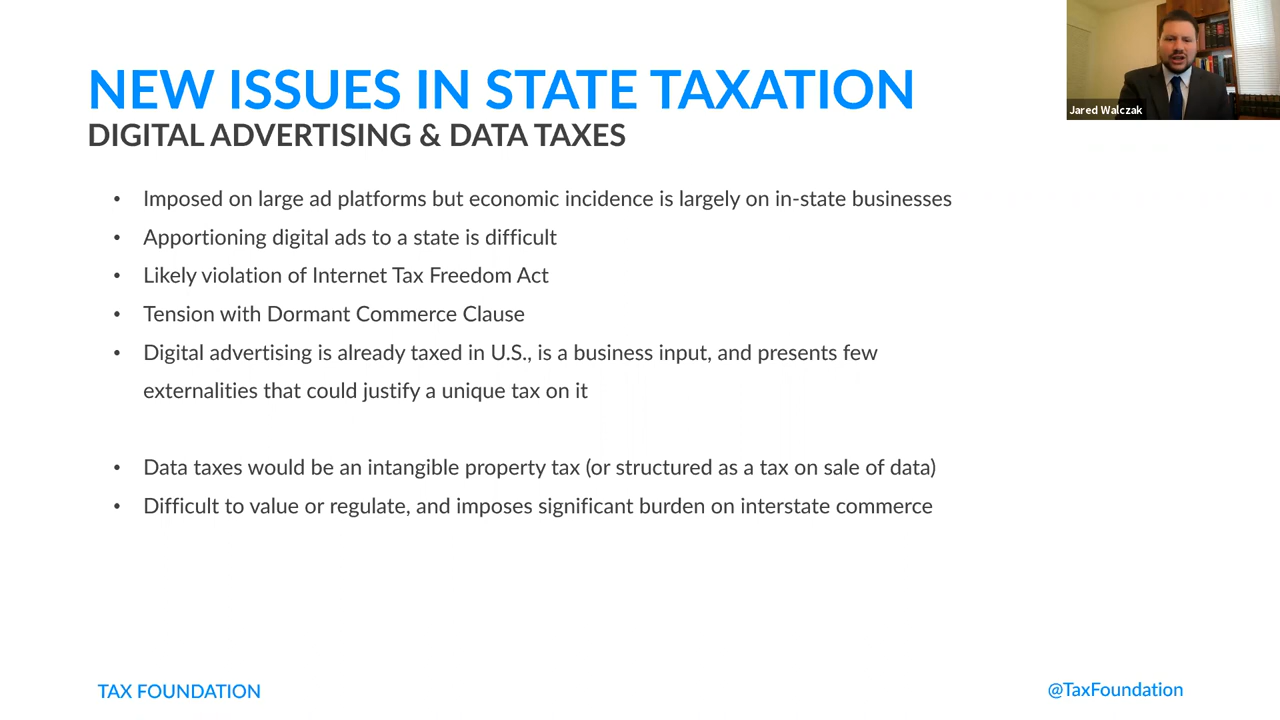 NEW ISSUES IN STATE TAXATION
DIGITAL ADVERTISING & DATA TAXES
Jared Walczak
• Imposed on large ad platforms but economic incidence is largely on in-state businesses
• Apportioning digital ads to a state is difficult
• Likely violation of Internet Tax Freedom Act
• Tension with Dormant Commerce Clause
• Digital advertising is already taxed in U.S., is a business input, and presents few
externalities that could justify a unique tax on it
• Data taxes would be an intangible property tax (or structured as a tax on sale of data)
• Difficult to value or regulate, and imposes significant burden on interstate commerce
TAX FOUNDATION
@TaxFoundation